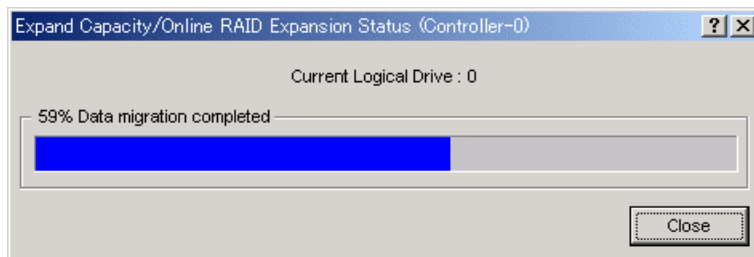 Expand Capacity/Online RAID Expansion Status (Controller-0)
Current Logical Drive : 0
59% Data migration completed
Close